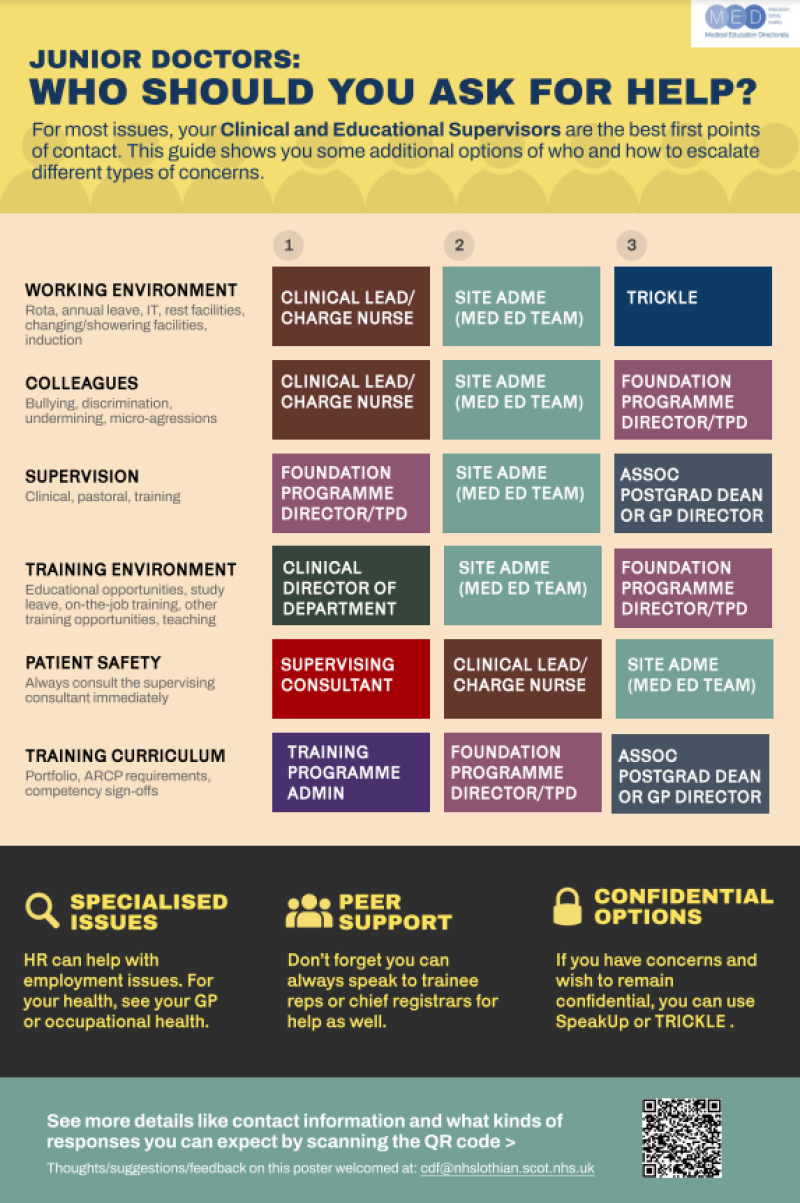 MED
education
safety
quality
Medical Education Directorate
JUNIOR DOCTORS:
WHO SHOULD YOU ASK FOR HELP?
For most issues, your Clinical and Educational Supervisors are the best first points
of contact. This guide shows you some additional options of who and how to escalate
different types of concerns.
1
2
3
WORKING ENVIRONMENT
Rota, annual leave, IT, rest facilities,
changing/showering facilities,
induction
CLINICAL LEAD/
CHARGE NURSE
SITE ADME
(MED ED TEAM)
TRICKLE
COLLEAGUES
Bullying, discrimination,
undermining, micro-agressions
CLINICAL LEAD/
CHARGE NURSE
SITE ADME
(MED ED TEAM)
FOUNDATION
PROGRAMME
DIRECTOR/TPD
SUPERVISION
Clinical, pastoral, training
FOUNDATION
PROGRAMME
DIRECTOR/TPD
SITE ADME
(MED ED TEAM)
ASSOC
POSTGRAD DEAN
OR GP DIRECTOR
TRAINING ENVIRONMENT
Educational opportunities, study
leave, on-the-job training, other
training opportunities, teaching
CLINICAL
DIRECTOR OF
DEPARTMENT
SITE ADME
(MED ED TEAM)
FOUNDATION
PROGRAMME
DIRECTOR/TPD
PATIENT SAFETY
Always consult the supervising
consultant immediately
SUPERVISING
CONSULTANT
CLINICAL LEAD/
CHARGE NURSE
SITE ADME
(MED ED TEAM)
TRAINING CURRICULUM
Portfolio, ARCP requirements,
competency sign-offs
TRAINING
PROGRAMME
ADMIN
FOUNDATION
PROGRAMME
DIRECTOR/TPD
ASSOC
POSTGRAD DEAN
OR GP DIRECTOR
SPECIALISED
ISSUES
HR can help with
employment issues. For
your health, see your GP
or occupational health.
PEER
SUPPORT
Don't forget you can
always speak to trainee
reps or chief registrars for
help as well.
CONFIDENTIAL
OPTIONS
If you have concerns and
wish to remain
confidential, you can use
SpeakUp or TRICKLE .
See more details like contact information and what kinds of
responses you can expect by scanning the QR code >
Thoughts/suggestions/feedback on this poster welcomed at: cdf@nhslothian.scot.nhs.uk